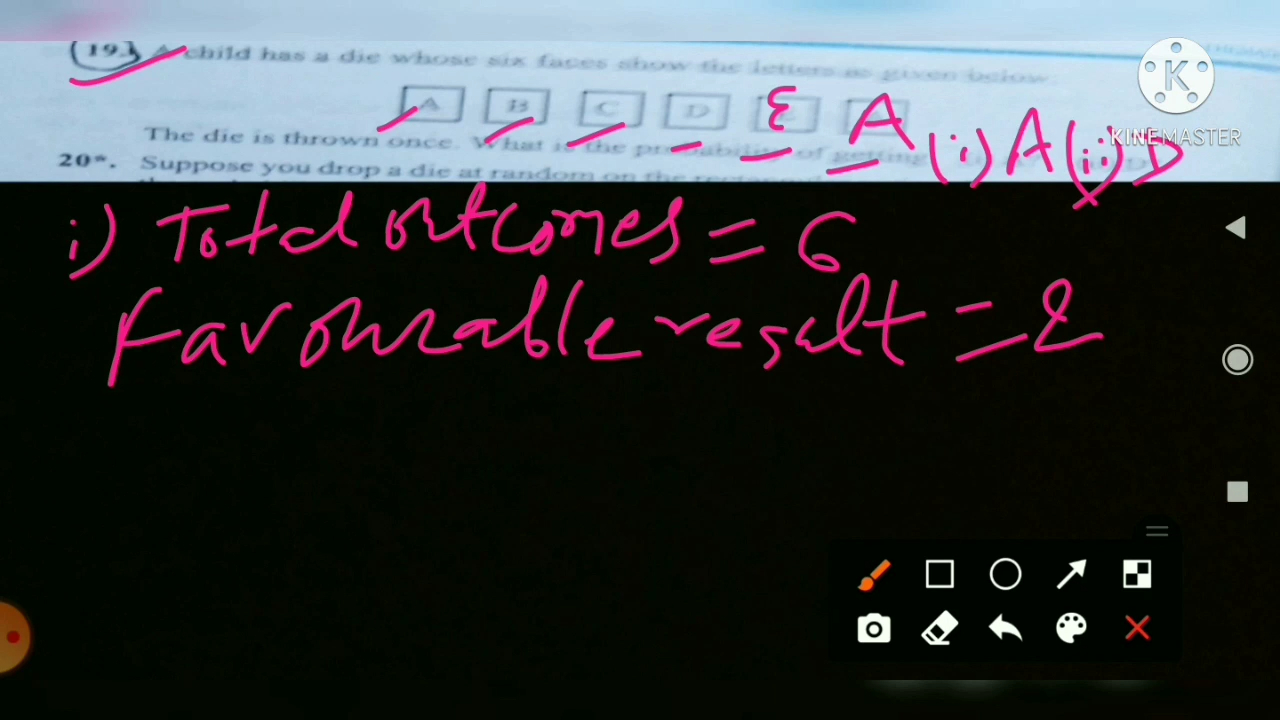 19. A child has a die whose six faces show the letters as given below:
A B C D E A
KINEMASTER
The die is thrown once. What is the probability of getting (i) A (ii) D
20*. Suppose you drop a die at random on the
i) Total outcomes = 6
Favourable result = 2